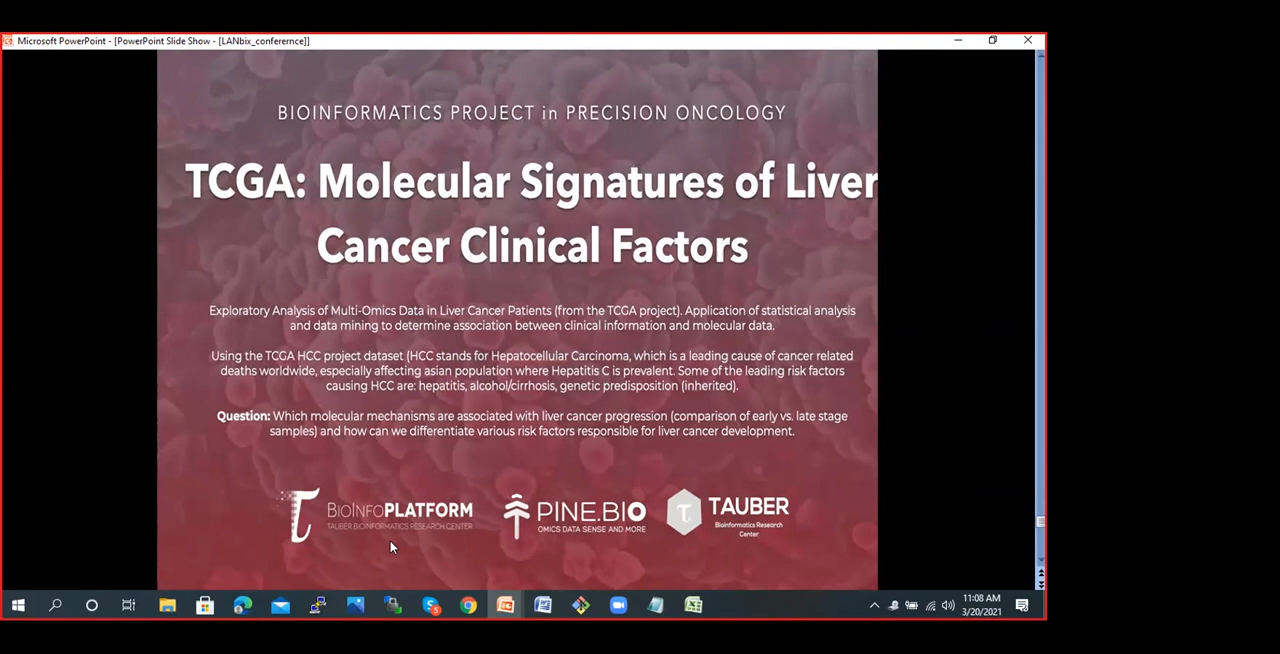 Microsoft PowerPoint - [PowerPoint Slide Show - [LANbix_conferernce]]
BIOINFORMATICS PROJECT in PRECISION ONCOLOGY
TCGA: Molecular Signatures of Liver
Cancer Clinical Factors
Exploratory Analysis of Multi-Omics Data in Liver Cancer Patients (from the TCGA project). Application of statistical analysis
and data mining to determine association between clinical information and molecular data.
Using the TCGA HCC project dataset (HCC stands for Hepatocellular Carcinoma, which is a leading cause of cancer related
deaths worldwide, especially affecting asian population where Hepatitis C is prevalent. Some of the leading risk factors
causing HCC are: hepatitis, alcohol/cirrhosis, genetic predisposition (inherited).
Question: Which molecular mechanisms are associated with liver cancer progression (comparison of early vs. late stage
samples) and how can we differentiate various risk factors responsible for liver cancer development.
BIOINFOPLATFORM
TAUBER BIOINFORMATICS RESEARCH CENTER
PINE.BIO
OMICS DATA SENSE AND MORE
TAUBER
Bioinformatics Research
Center
11:08 AM
3/20/2021